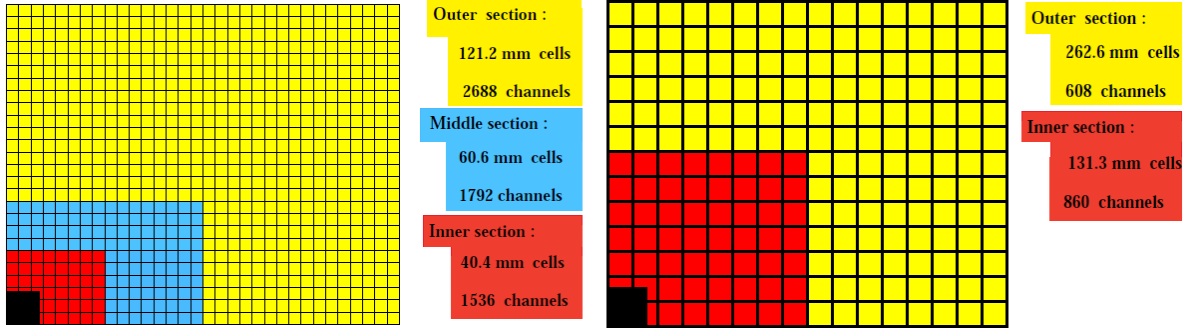 Outer section :
121.2 mm cells
2688 channels
Middle section :
60.6 mm cells
1792 channels
Inner section :
40.4 mm cells
1536 channels
Outer section :
262.6 mm cells
608 channels
Inner section :
131.3 mm cells
860 channels